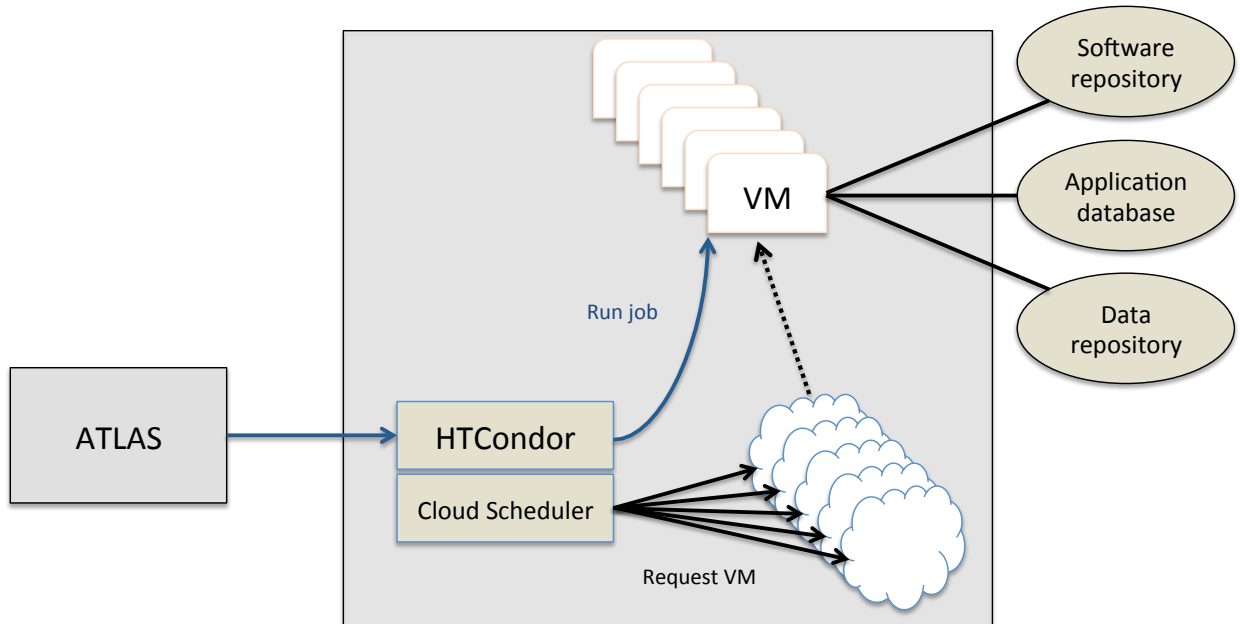 Software
repository
VM
Application
database
Run job
Data
repository
ATLAS
HTCondor
Cloud Scheduler
Request VM